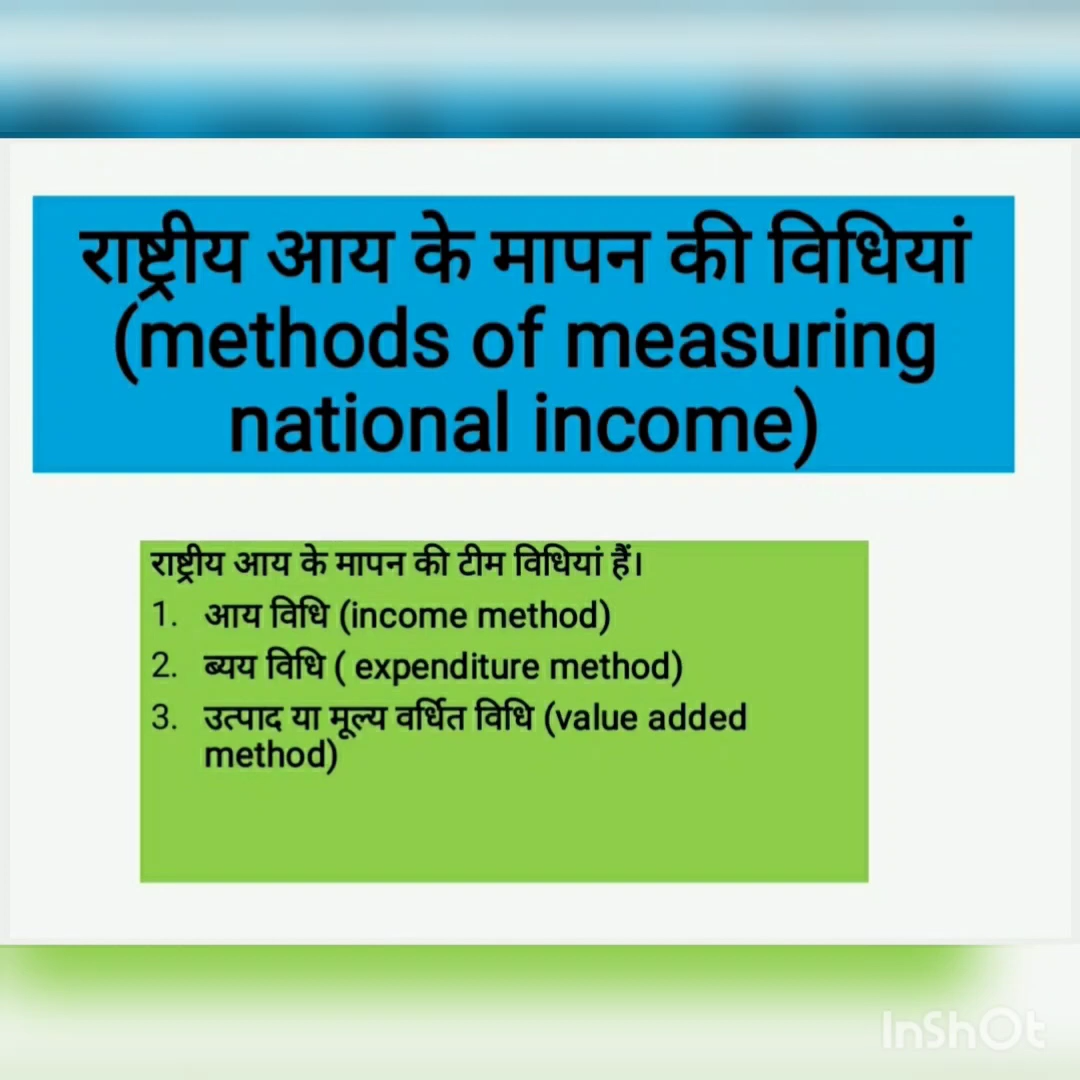 राष्ट्रीय आय के मापन की विधियां
(methods of measuring
national income)
राष्ट्रीय आय के मापन की टीम विधियां हैं।
1. आय विधि (income method)
2. ब्यय विधि ( expenditure method)
3. उत्पाद या मूल्य वर्धित विधि (value added
method)
InShOt